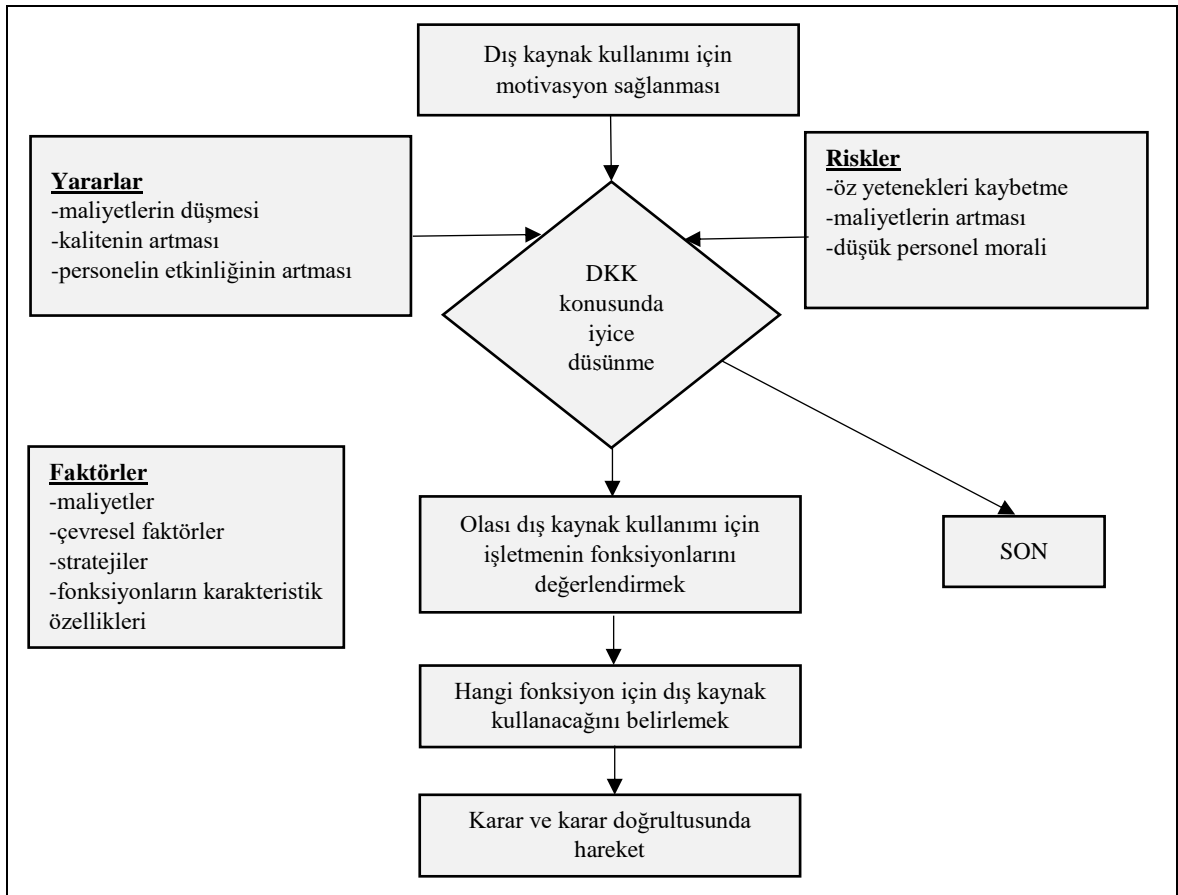 Dış kaynak kullanımı için
motivasyon sağlanması
Yararlar
-maliyetlerin düşmesi
-kalitenin artması
-personelin etkinliğinin artması
Riskler
-öz yetenekleri kaybetme
-maliyetlerin artması
-düşük personel morali
DKK
konusunda
iyice
düsünme
Faktörler
-maliyetler
-çevresel faktörler
-stratejiler
-fonksiyonların karakteristik
özellikleri
Olası dış kaynak kullanımı için
işletmenin fonksiyonlarını
değerlendirmek
SON
Hangi fonksiyon için dış kaynak
kullanacağını belirlemek
Karar ve karar doğrultusunda
hareket